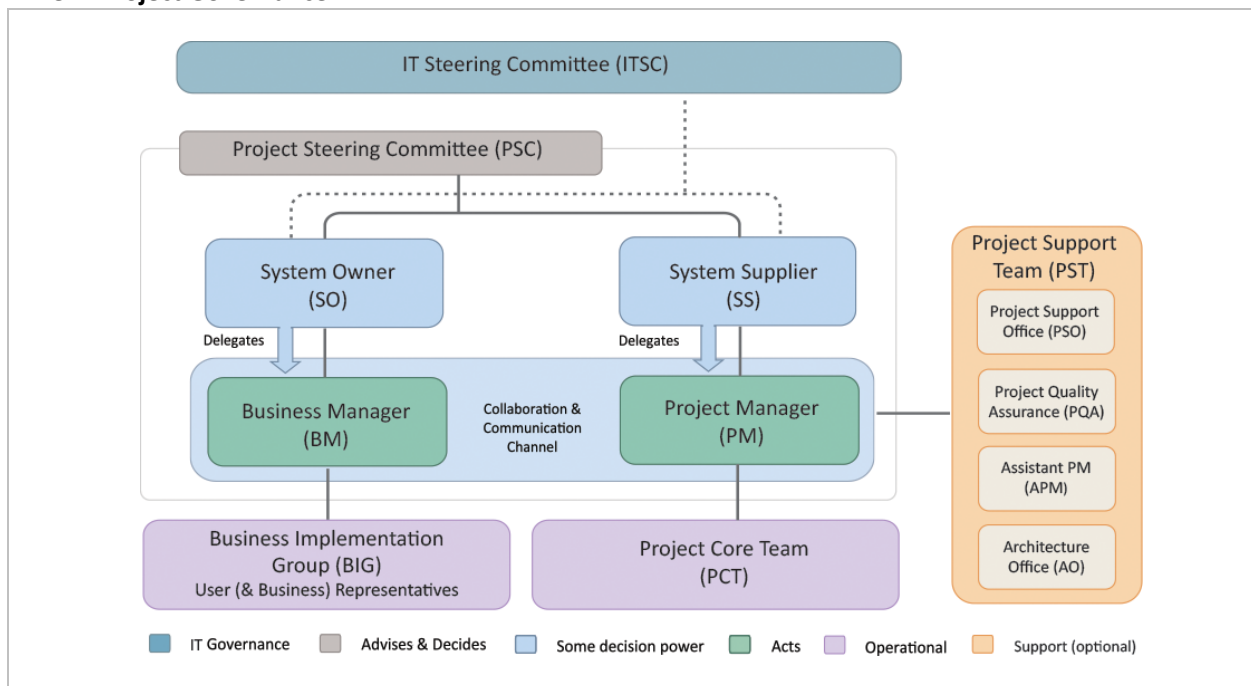 IT Steering Committee (ITSC)
Project Steering Committee (PSC)
System Owner
(SO)
System Supplier
(SS)
Delegates
Delegates
Business Manager
(BM)
Collaboration &
Communication
Channel
Project Manager
(PM)
Business Implementation
Group (BIG)
User (& Business) Representatives
Project Core Team
(PCT)
Project Support
Team (PST)
Project Support
Office (PSO)
Project Quality
Assurance (PQA)
Assistant PM
(APM)
Architecture
Office (AO)
IT Governance
Advises & Decides
Some decision power
Acts
Operational
Support (optional)